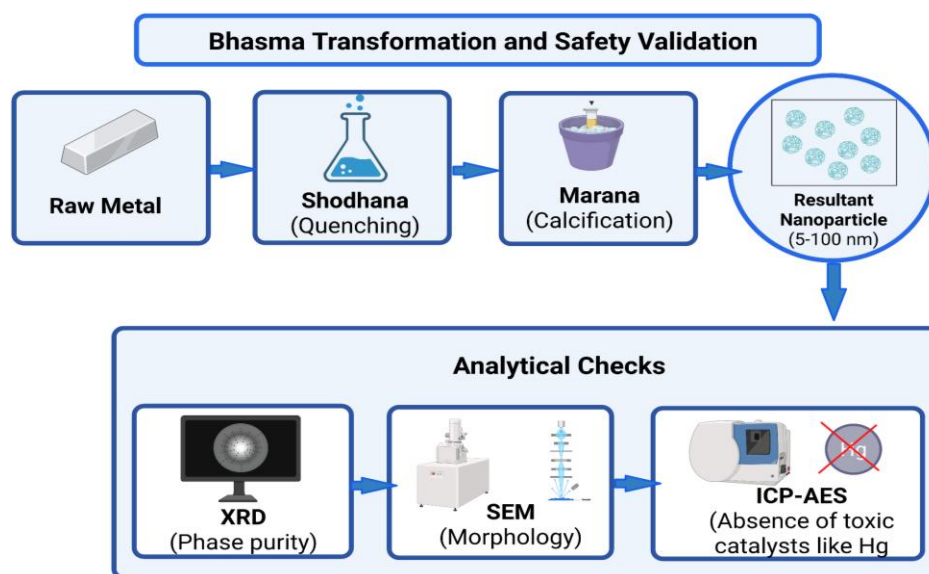 Bhasma Transformation and Safety Validation
Raw Metal
Shodhana
(Quenching)
Marana
(Calcification)
Resultant
Nanoparticle
(5-100 nm)
Analytical Checks
XRD
(Phase purity)
SEM
(Morphology)
Hg
ICP-AES
(Absence of toxic
catalysts like Hg